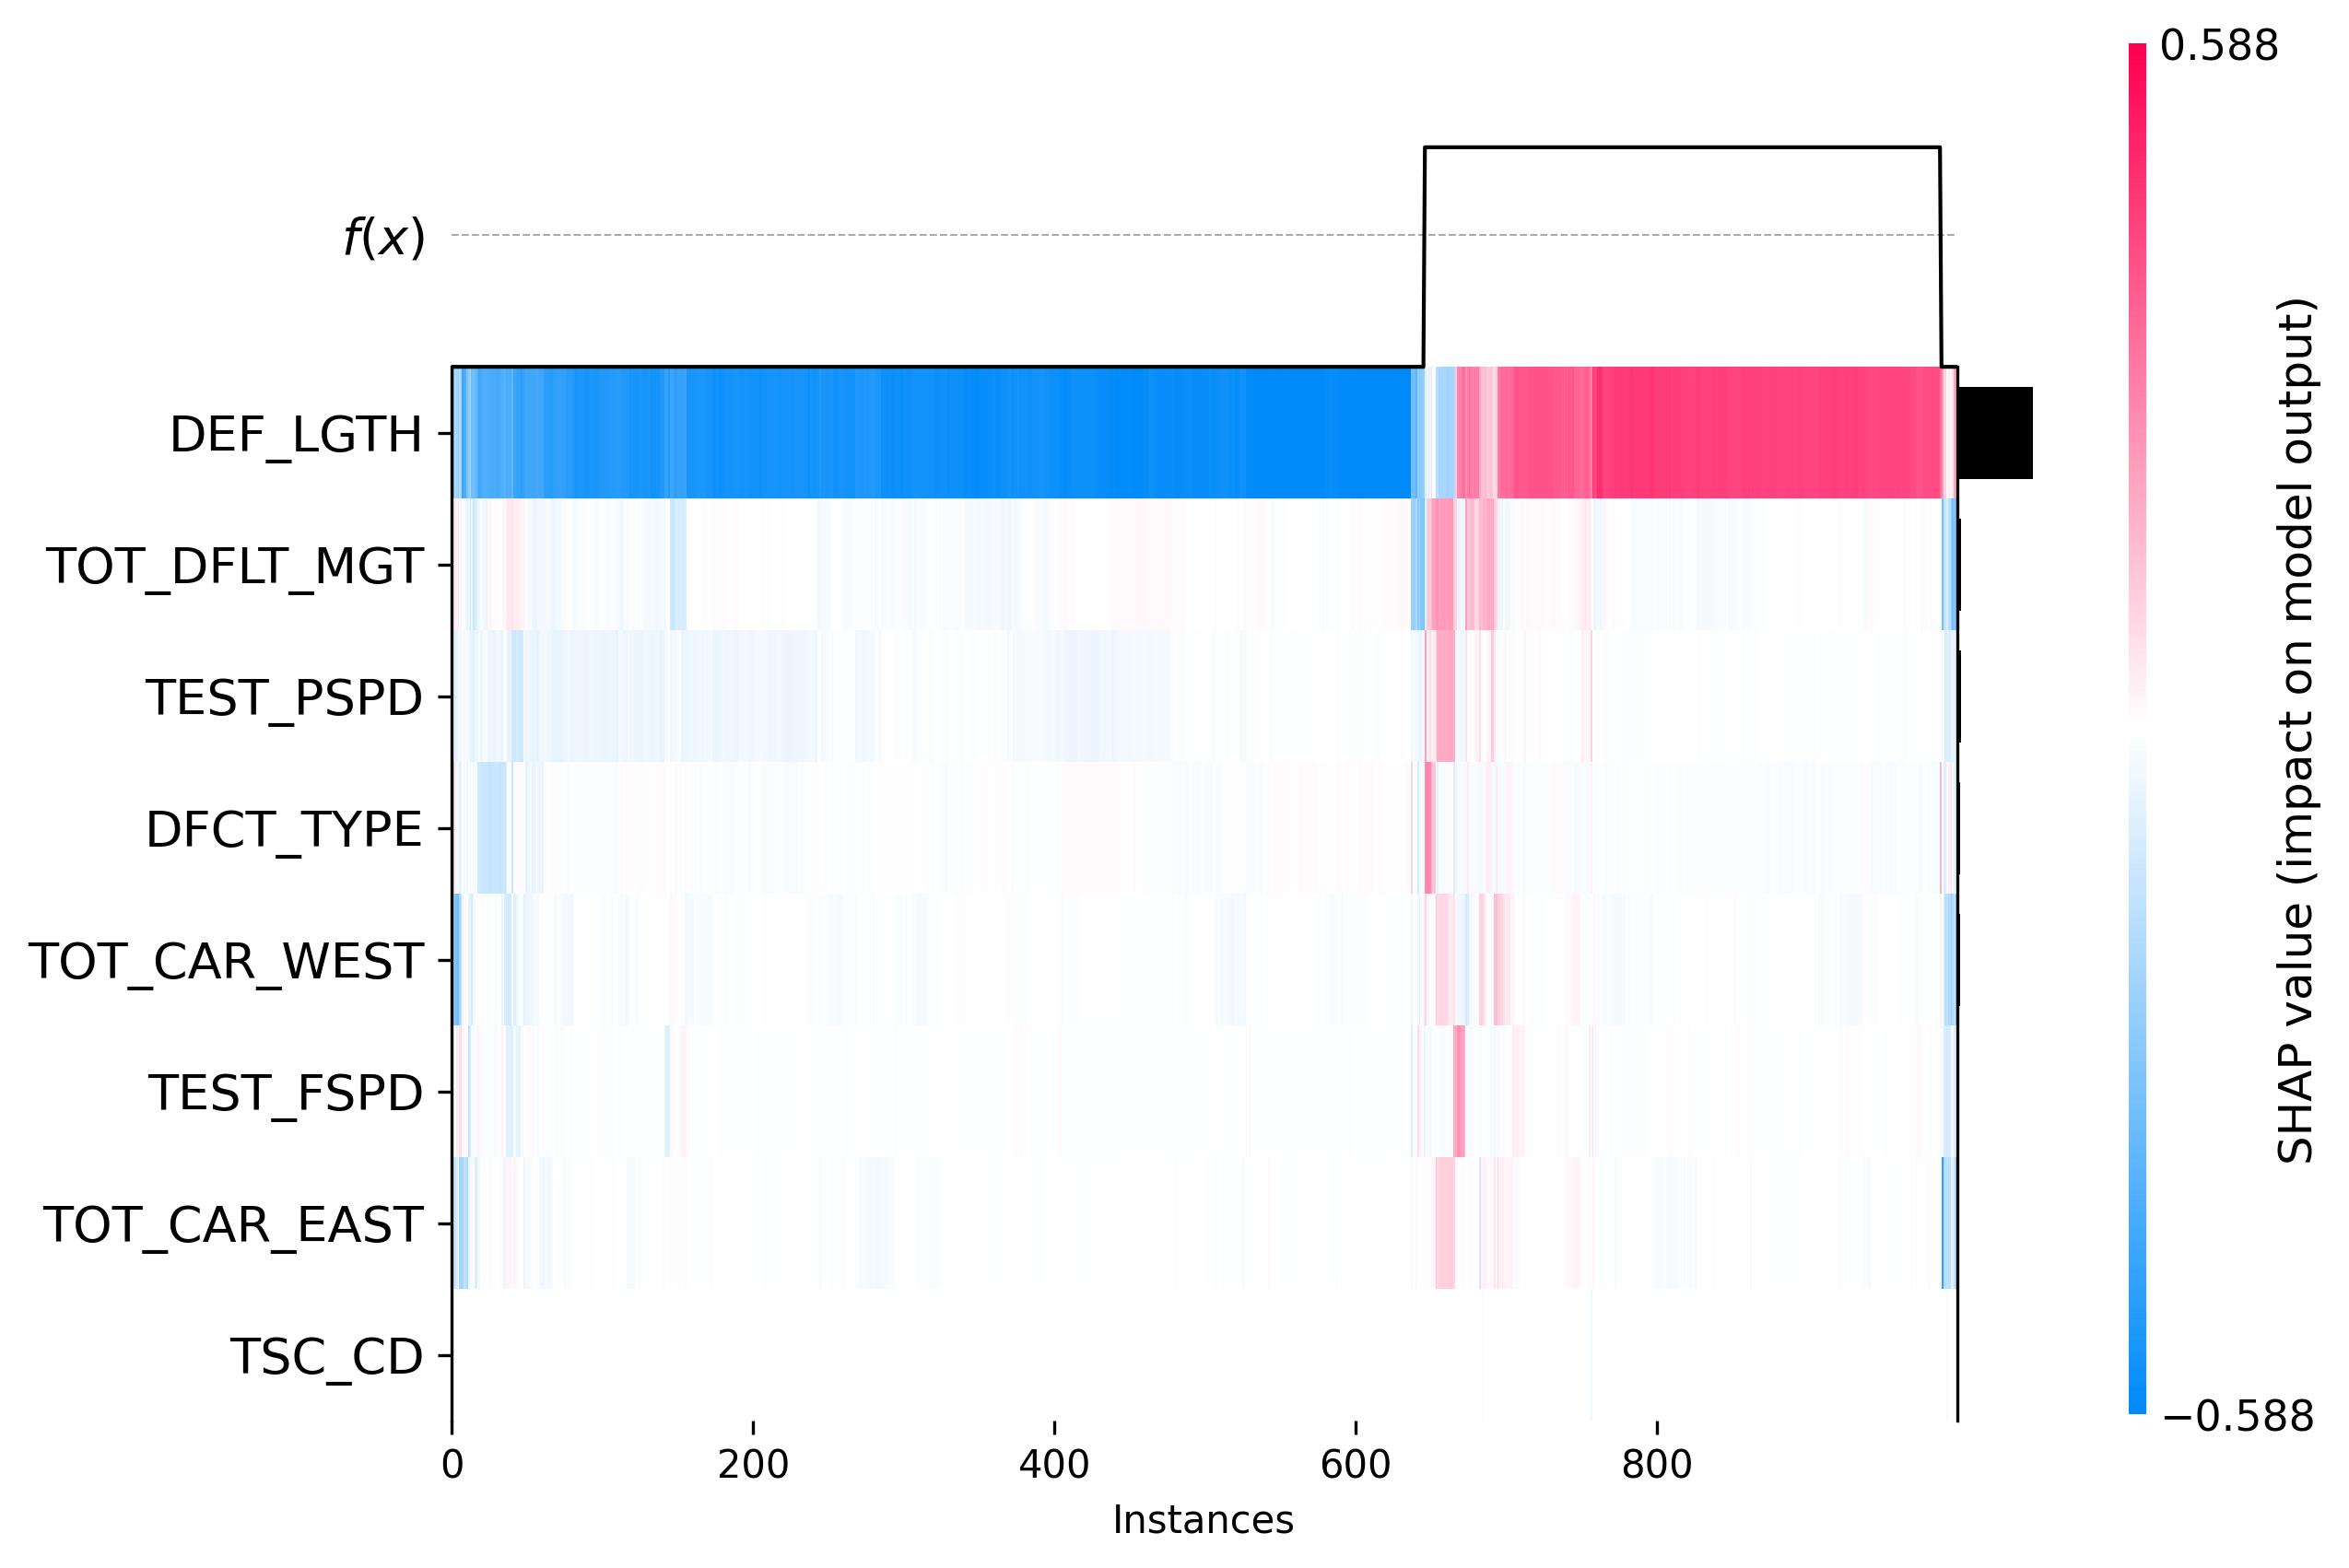 0.588
f(x)
DEF_LGTH
TOT_DFLT_MGT
TEST_PSPD
DFCT_TYPE
TOT_CAR_WEST
TEST_FSPD
TOT_CAR_EAST
TSC_CD
0 200 400 600 800
Instances
−0.588
SHAP value (impact on model output)